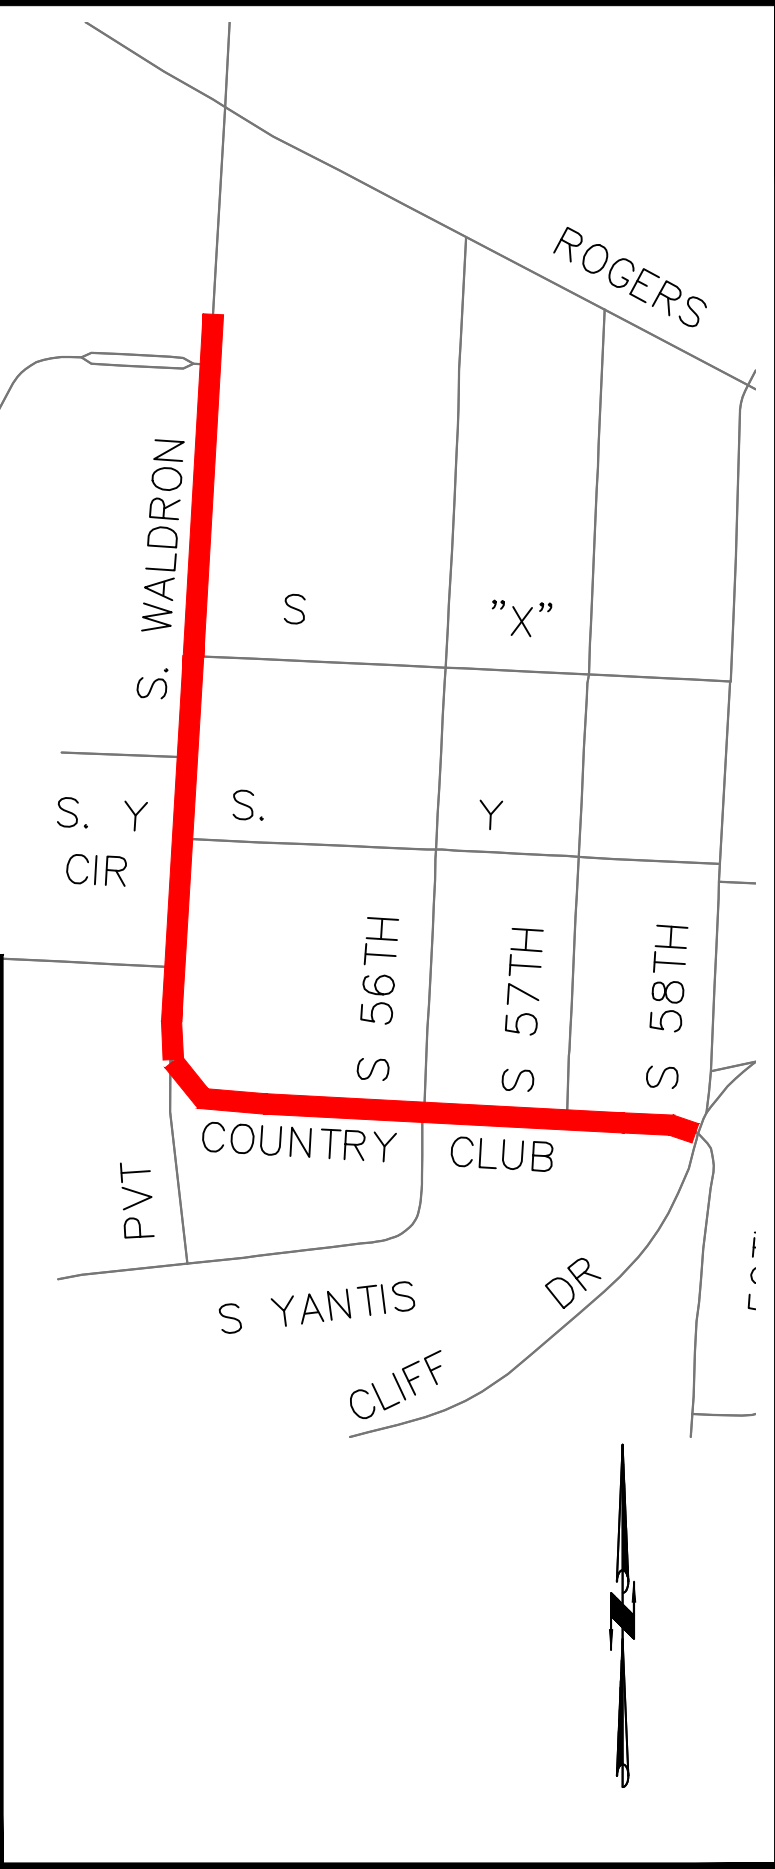 ROGERS
S. WALDRON
S "X"
S. Y
CIR
S. Y
S 56TH
S 57TH
S 58TH
COUNTRY CLUB
PVT
S YANTIS
CLIFF DR
N